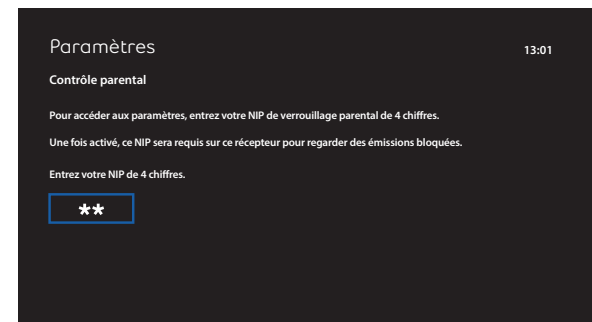 Paramètres
13:01
Contrôle parental
Pour accéder aux paramètres, entrez votre NIP de verrouillage parental de 4 chiffres.
Une fois activé, ce NIP sera requis sur ce récepteur pour regarder des émissions bloquées.
Entrez votre NIP de 4 chiffres.
**